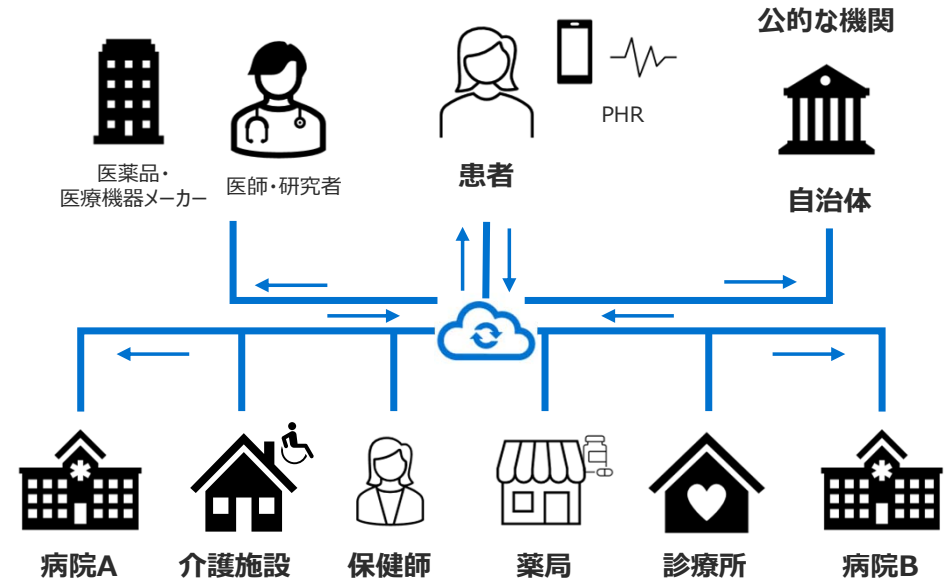 公的な機関
PHR
医薬品・
医療機器メーカー
医師・研究者
患者
自治体
病院A
介護施設
保健師
薬局
診療所
病院B